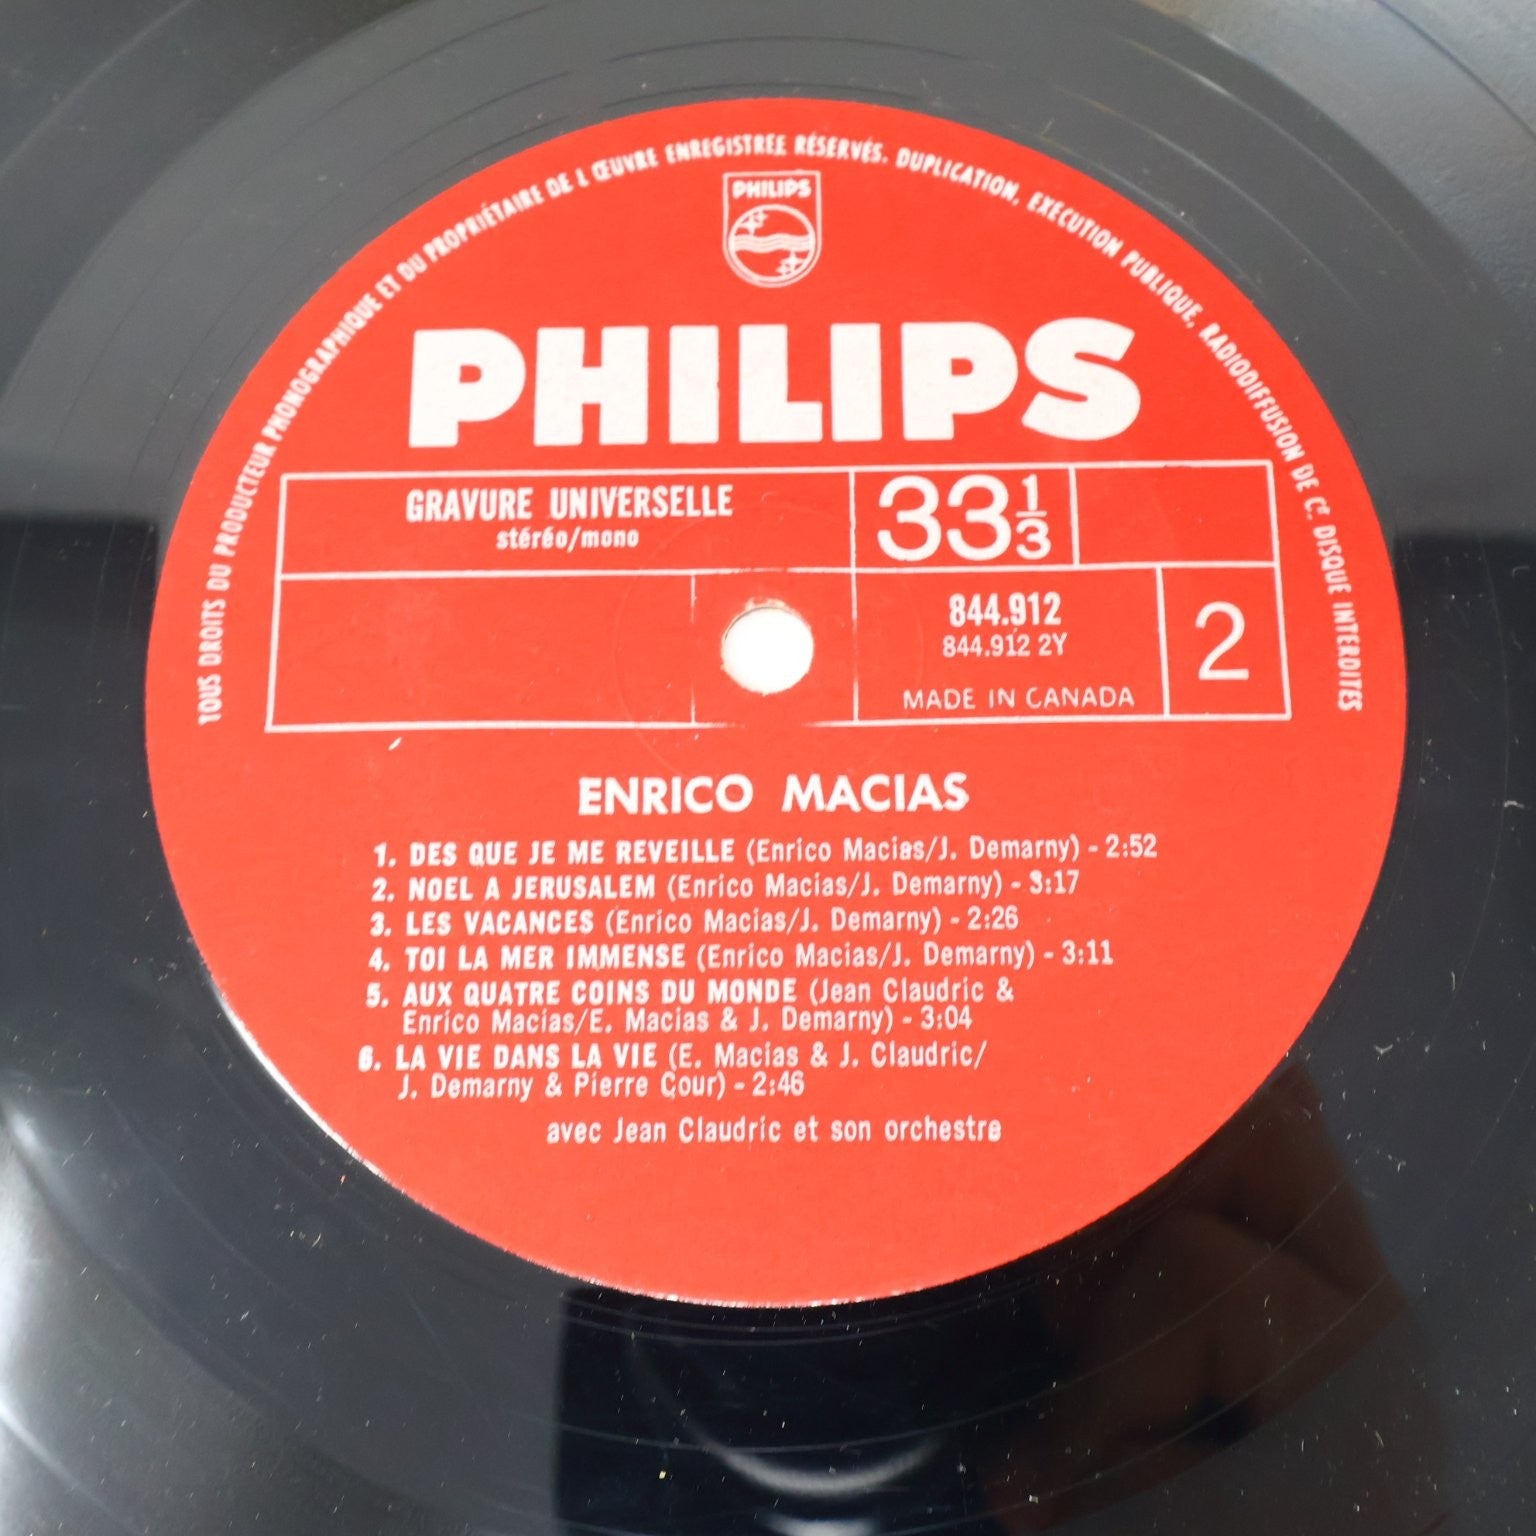 TOUS DROITS DU PRODUCTEUR PHONOGRAPHIQUE ET DU PROPRIÉTAIRE DE L ŒUVRE ENREGISTREE RÉSERVÉS. DUPLICATION, EXECUTION PUBLIQUE, RADIODIFFUSION DE Ce. DISQUE INTERDITES
PHILIPS
PHILIPS
GRAVURE UNIVERSELLE
stéréo/mono
33 1/3
844.912
844.912 2Y
MADE IN CANADA
2
ENRICO MACIAS
1. DES QUE JE ME REVEILLE (Enrico Macias/J. Demarny) - 2:52
2. NOEL A JERUSALEM (Enrico Macias/J. Demarny) - 3:17
3. LES VACANCES (Enrico Macias/J. Demarny) - 2:26
4. TOI LA MER IMMENSE (Enrico Macias/J. Demarny) - 3:11
5. AUX QUATRE COINS DU MONDE (Jean Claudric &
Enrico Macias/E. Macias & J. Demarny) - 3:04
6. LA VIE DANS LA VIE (E. Macias & J. Claudric/
J. Demarny & Pierre Cour) - 2:46
avec Jean Claudric et son orchestre